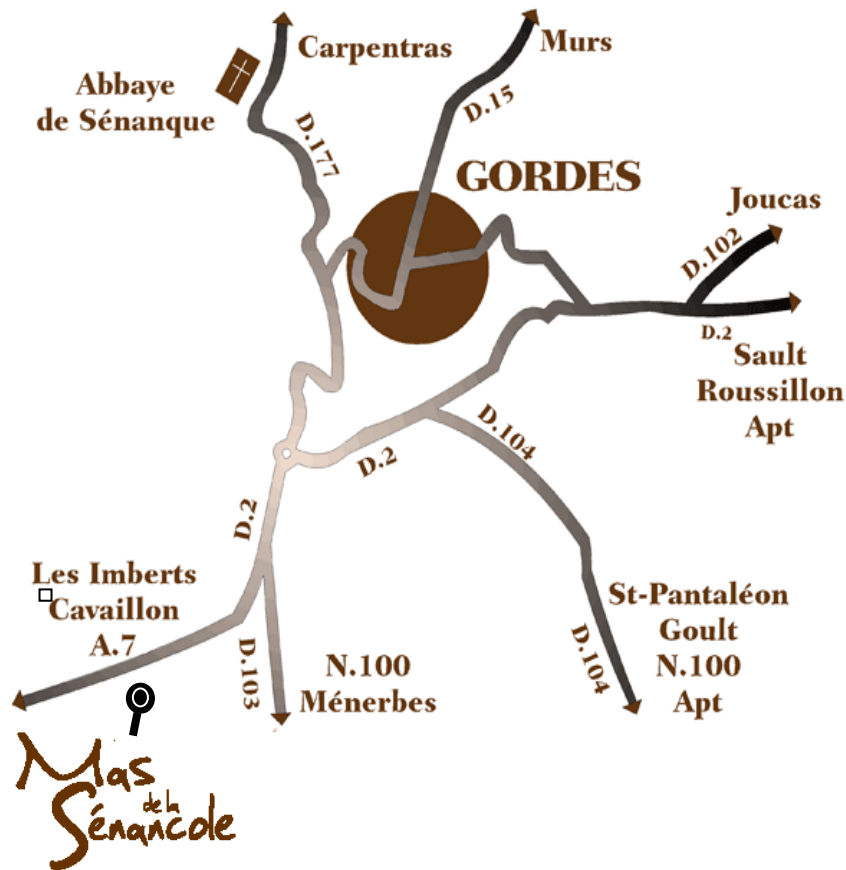 Carpentras
Murs
Abbaye
de Sénanque
D.177
D.15
GORDES
Joucas
D.102
D.2
Sault
Roussillon
Apt
D.104
D.2
D.2
Les Imberts
Cavaillon
A.7
D.103
N.100
Ménerbes
St-Pantaléon
Goult
N.100
Apt
D.104
Mas
de la
Sénancole